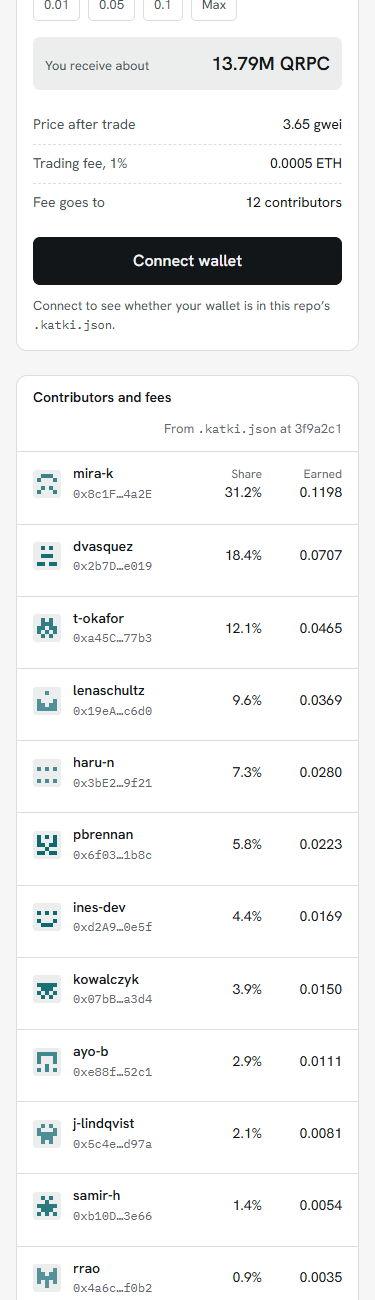 0.01 0.05 0.1 Max
You receive about 13.79M QRPC
Price after trade 3.65 gwei
Trading fee, 1% 0.0005 ETH
Fee goes to 12 contributors
Connect wallet
Connect to see whether your wallet is in this repo’s
.katki.json.
Contributors and fees
From .katki.json at 3f9a2c1
mira-k Share Earned
0x8c1F…4a2E 31.2% 0.1198
dvasquez
0x2b7D…e019 18.4% 0.0707
t-okafor
0xa45C…77b3 12.1% 0.0465
lenaschultz
0x19eA…c6d0 9.6% 0.0369
haru-n
0x3bE2…9f21 7.3% 0.0280
pbrennan
0x6f03…1b8c 5.8% 0.0223
ines-dev
0xd2A9…0e5f 4.4% 0.0169
kowalczyk
0x07bB…a3d4 3.9% 0.0150
ayo-b
0xe88f…52c1 2.9% 0.0111
j-lindqvist
0x5c4e…d97a 2.1% 0.0081
samir-h
0xb10D…3e66 1.4% 0.0054
rrao
0x4a6c…f0b2 0.9% 0.0035